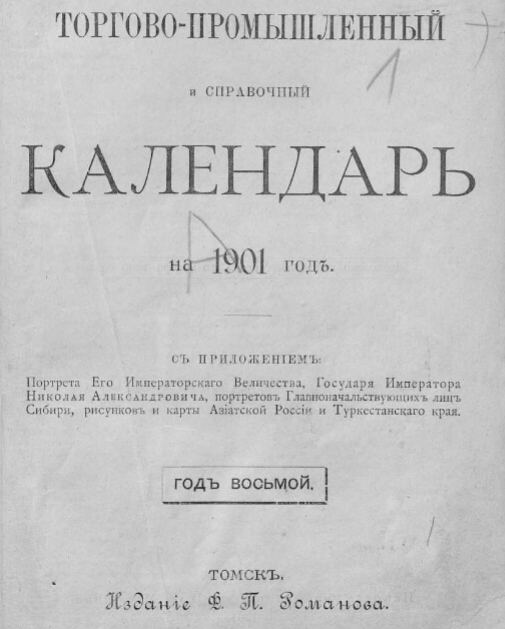 ТОРГОВО-ПРОМЫШЛЕННЫЙ
и СПРАВОЧНЫЙ
1
КАЛЕНДАРЬ
на 1901 годъ.
СЪ ПРИЛОЖЕНІЕМЪ:
Портрета Его Императорскаго Величества, Государя Императора
Николая Александровича, портретовъ Главноначальствующихъ лицъ
Сибири, рисунковъ и карты Азіатской Россіи и Туркестанскаго края.
ГОДЪ ВОСЬМОЙ.
ТОМСКЪ.
Изданіе Ф. П. Романова.